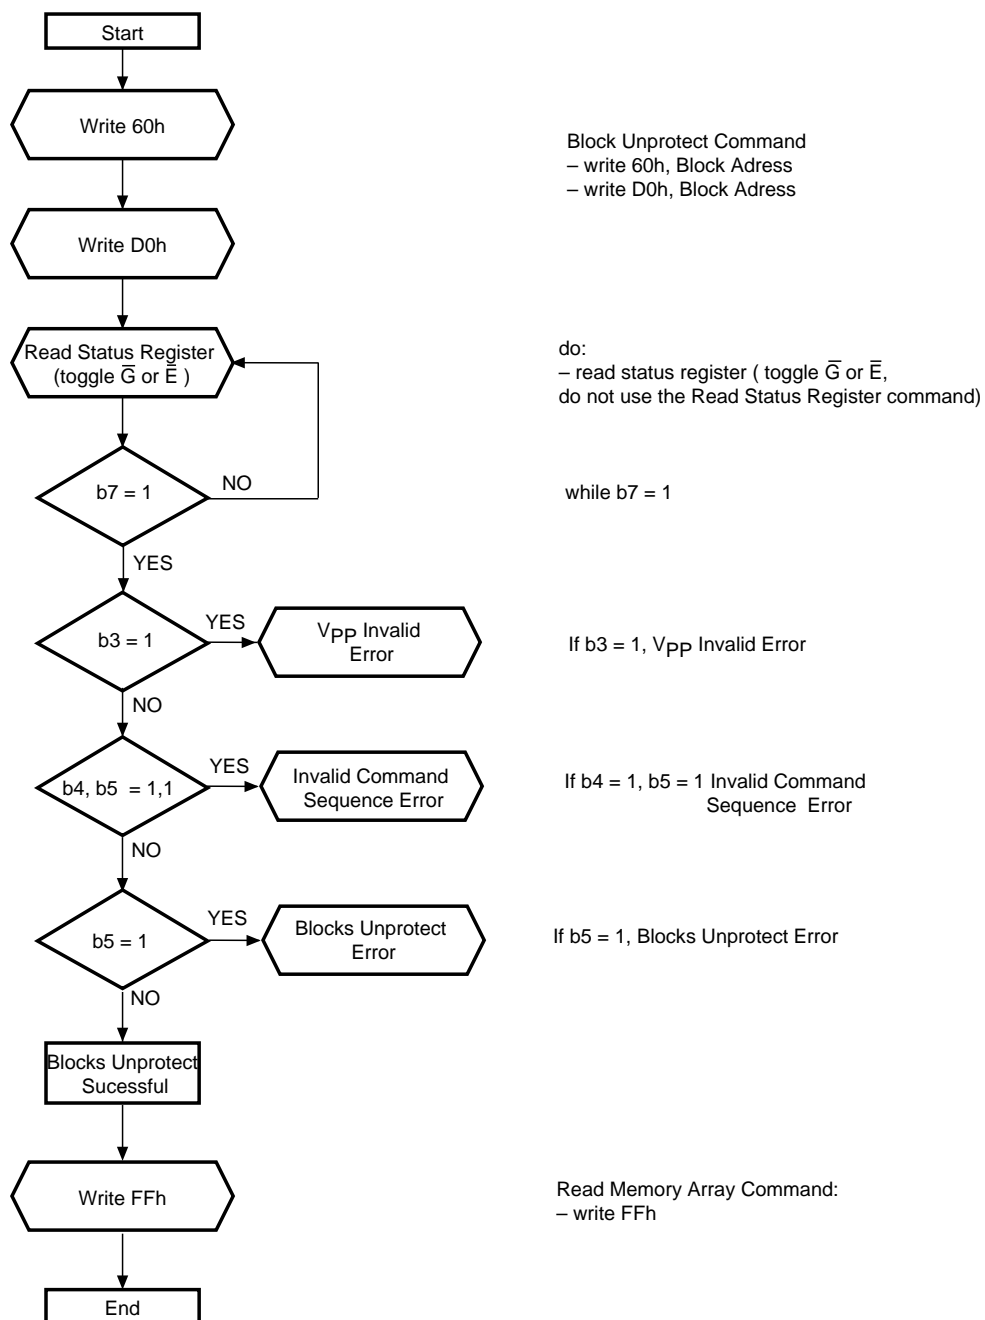 Start
Write 60h
Block Unprotect Command
– write 60h, Block Adress
– write D0h, Block Adress
Write D0h
Read Status Register
(toggle G̅ or E̅ )
do:
– read status register ( toggle G̅ or E̅,
do not use the Read Status Register command)
b7 = 1
NO
while b7 = 1
YES
b3 = 1
YES
VPP Invalid
Error
If b3 = 1, VPP Invalid Error
NO
b4, b5 = 1,1
YES
Invalid Command
Sequence Error
If b4 = 1, b5 = 1 Invalid Command
Sequence Error
NO
b5 = 1
YES
Blocks Unprotect
Error
If b5 = 1, Blocks Unprotect Error
NO
Blocks Unprotect
Sucessful
Write FFh
Read Memory Array Command:
– write FFh
End